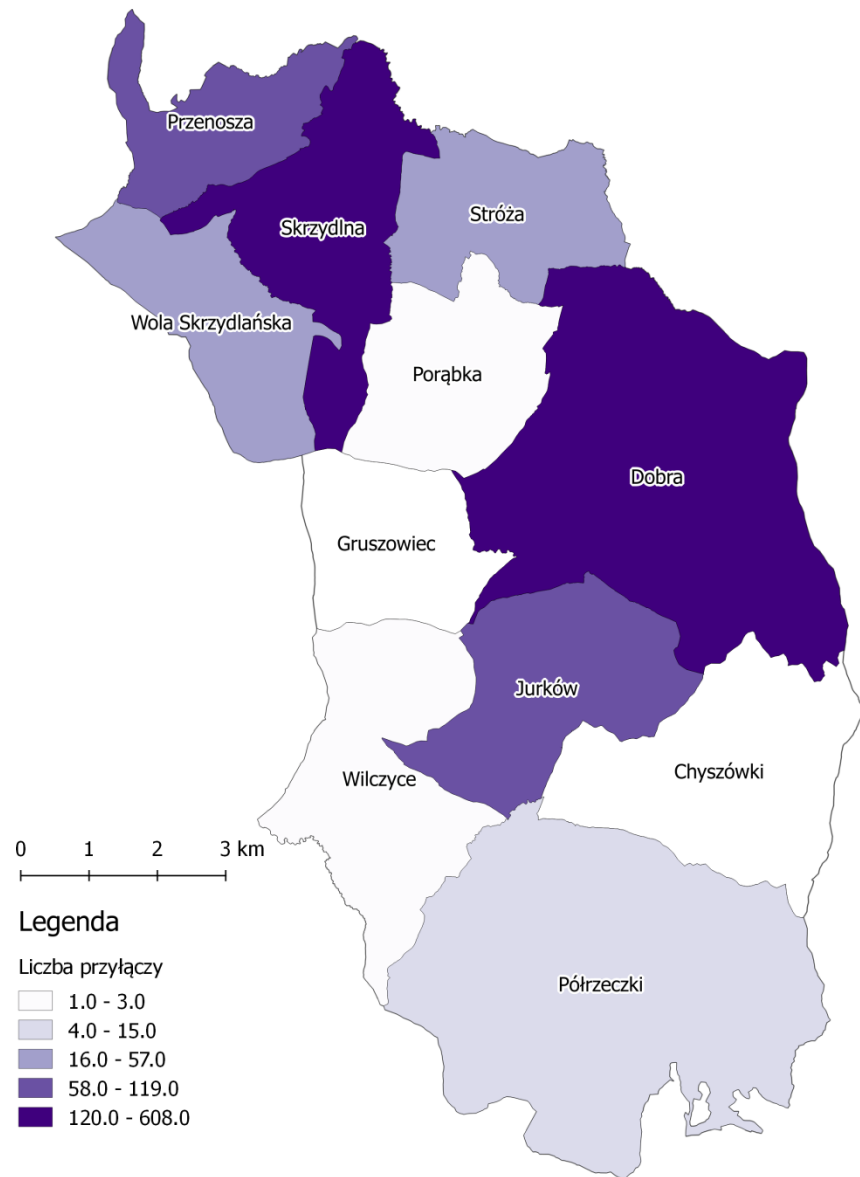 Przenosza
Skrzydlna
Stróża
Wola Skrzydlańska
Porąbka
Dobra
Gruszowiec
Jurków
Chyszówki
Wilczyce
0 1 2 3 km
Legenda
Liczba przyłączy
1.0 - 3.0
4.0 - 15.0
16.0 - 57.0
58.0 - 119.0
120.0 - 608.0
Półrzeczki